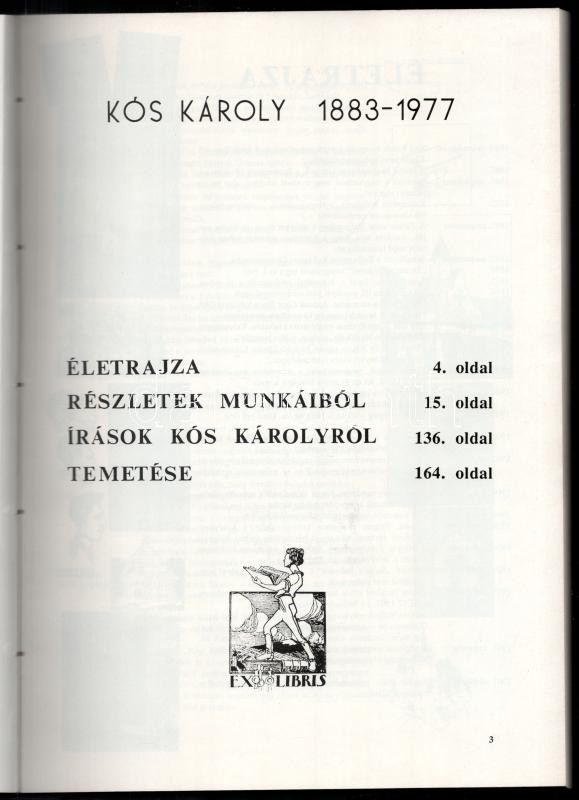 KÓS KÁROLY 1883-1977
ÉLETRAJZA 4. oldal
RÉSZLETEK MUNKÁIBÓL 15. oldal
ÍRÁSOK KÓS KÁROLYRÓL 136. oldal
TEMETÉSE 164. oldal
EX LIBRIS
3